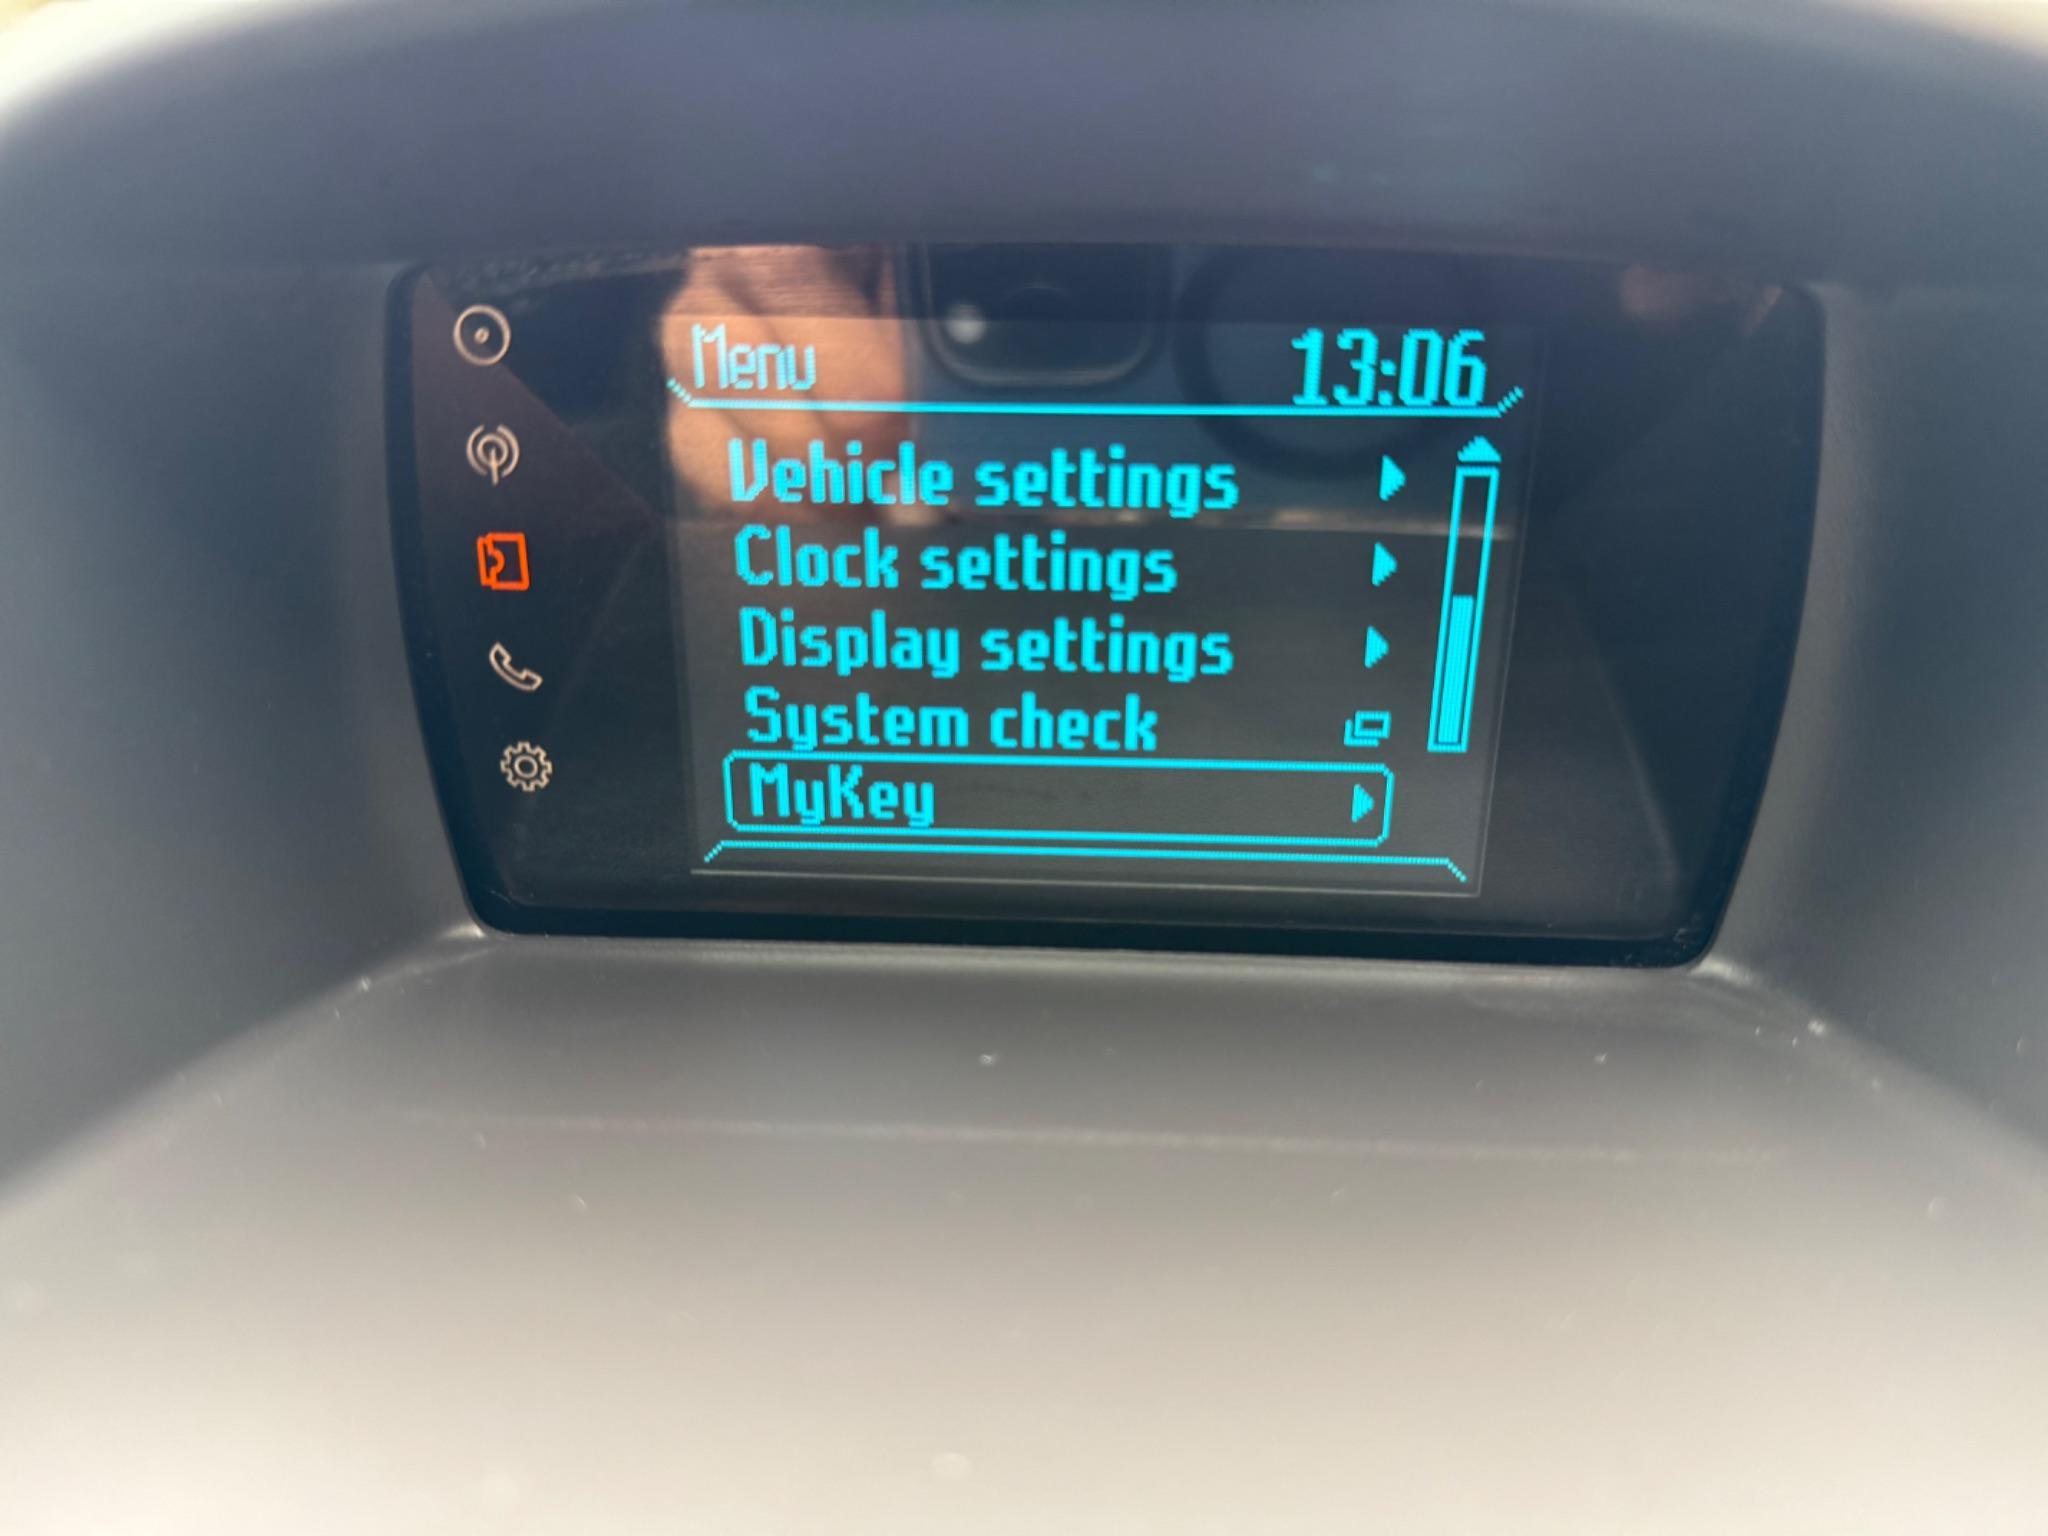 Menu 13:06
Vehicle settings
Clock settings
Display settings
System check
MyKey